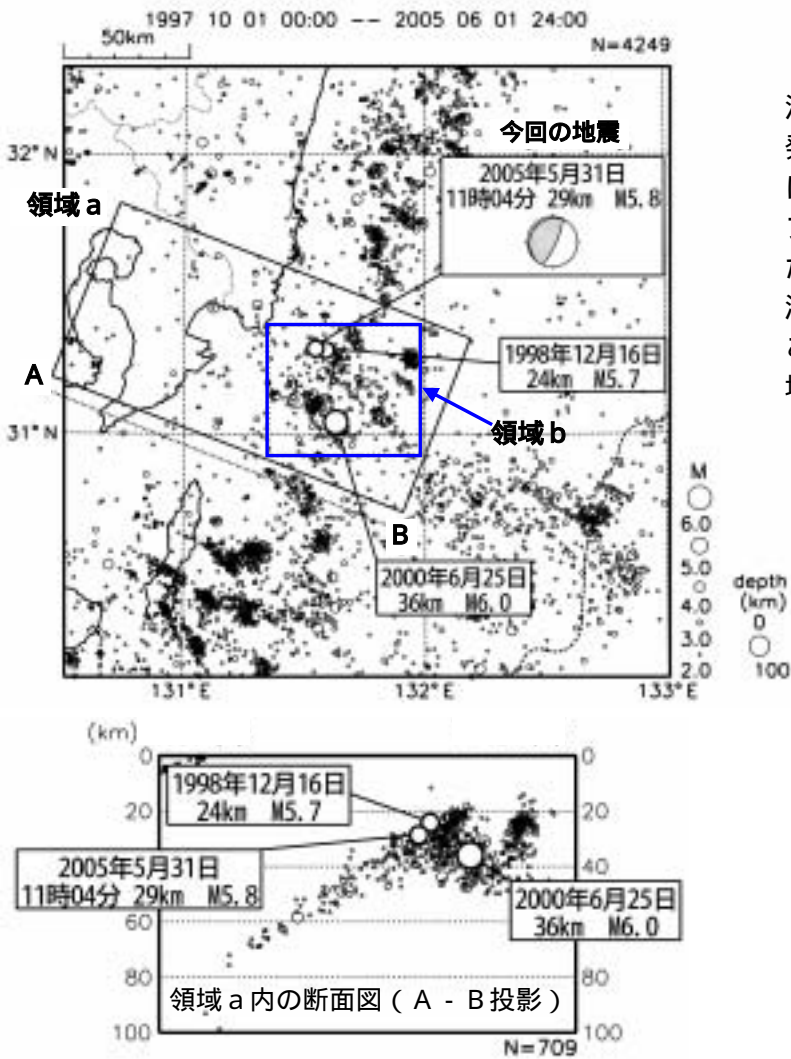 1997 10 01 00:00 -- 2005 06 01 24:00
50km
N=4249
今回の地震
32°N
2005年5月31日
11時04分 29km M5.8
領域a
A
1998年12月16日
24km M5.7
領域b
31°N
B
M
6.0
5.0
4.0
3.0
2.0
depth
(km)
0
100
2000年6月25日
36km M6.0
131°E
132°E
133°E
(km)
0
0
1998年12月16日
24km M5.7
20
20
2005年5月31日
11時04分 29km M5.8
40
2000年6月25日
36km M6.0
60
80
80
領域a内の断面図(A-B投影)
100
100
N=709